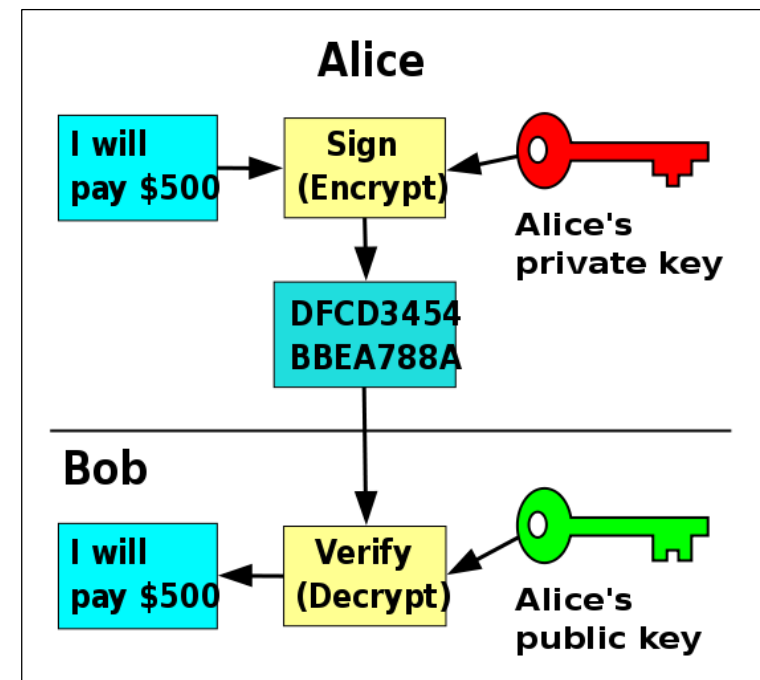 Alice
I will
pay $500
Sign
(Encrypt)
Alice's
private key
DFCD3454
BBEA788A
Bob
I will
pay $500
Verify
(Decrypt)
Alice's
public key